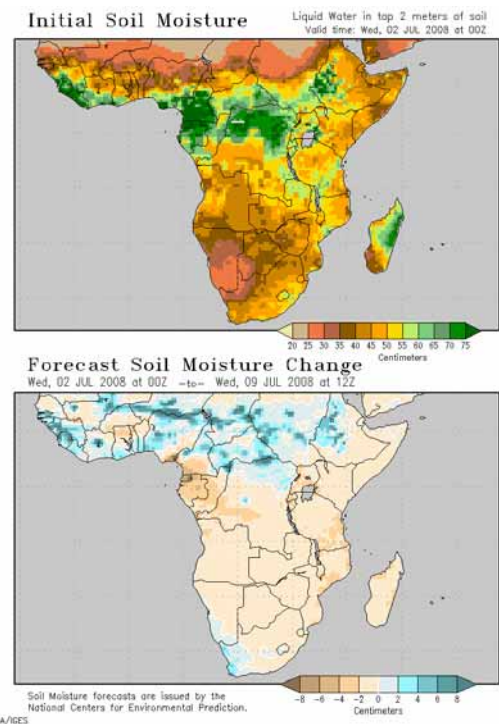 Initial Soil Moisture
Liquid Water in top 2 meters of soil
Valid time: Wed, 02 JUL 2008 at 00Z
20 25 30 35 40 45 50 55 60 65 70 75
Centimeters
Forecast Soil Moisture Change
Wed, 02 JUL 2008 at 00Z -to- Wed, 09 JUL 2008 at 12Z
-8 -6 -4 -2 0 2 4 6 8
Centimeters
Soil Moisture forecasts are issued by the
National Centers for Environmental Prediction.
A/IGES